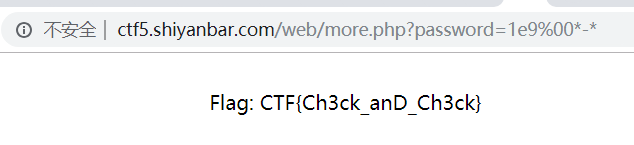 不安全 | ctf5.shiyanbar.com/web/more.php?password=1e9%00*-*
Flag: CTF{Ch3ck_anD_Ch3ck}